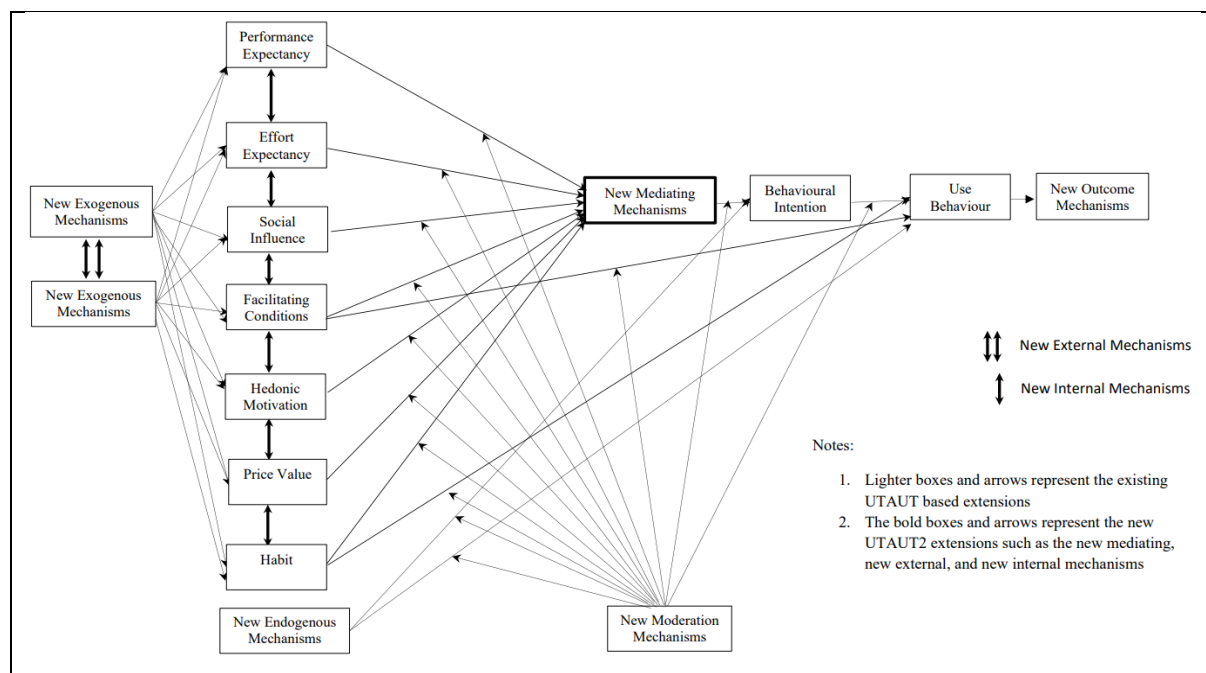 Performance
Expectancy
Effort
Expectancy
Social
Influence
Facilitating
Conditions
Hedonic
Motivation
Price Value
Habit
New Exogenous
Mechanisms
New Exogenous
Mechanisms
New Endogenous
Mechanisms
New Mediating
Mechanisms
Behavioural
Intention
Use
Behaviour
New Outcome
Mechanisms
New Moderation
Mechanisms
New External Mechanisms
New Internal Mechanisms
Notes:
1. Lighter boxes and arrows represent the existing
UTAUT based extensions
2. The bold boxes and arrows represent the new
UTAUT2 extensions such as the new mediating,
new external, and new internal mechanisms